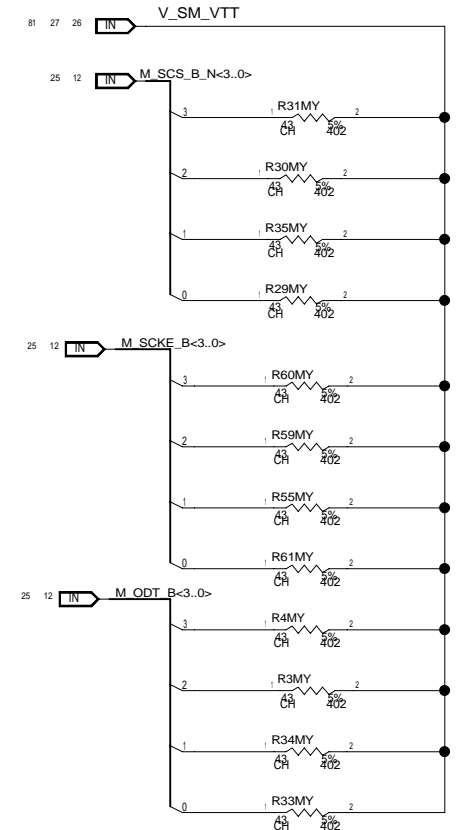 V_SM_VTT
81 27 26 IN
25 12 IN M_SCS_B_N<3..0>
3 1 R31MY 2
43 5%
CH 402
2 1 R30MY 2
43 5%
CH 402
1 1 R35MY 2
43 5%
CH 402
0 1 R29MY 2
43 5%
CH 402
25 12 IN M_SCKE_B<3..0>
3 1 R60MY 2
43 5%
CH 402
2 1 R59MY 2
43 5%
CH 402
1 1 R55MY 2
43 5%
CH 402
0 1 R61MY 2
43 5%
CH 402
25 12 IN M_ODT_B<3..0>
3 1 R4MY 2
43 5%
CH 402
2 1 R3MY 2
43 5%
CH 402
1 1 R34MY 2
43 5%
CH 402
0 1 R33MY 2
43 5%
CH 402